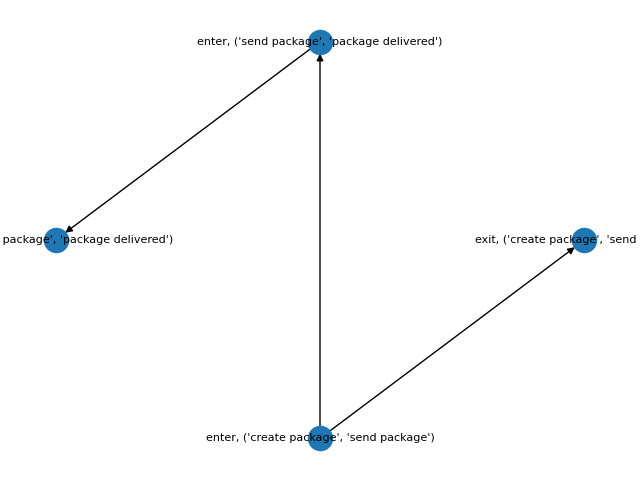 enter, ('send package', 'package delivered')
package', 'package delivered')
exit, ('create package', 'send
enter, ('create package', 'send package')